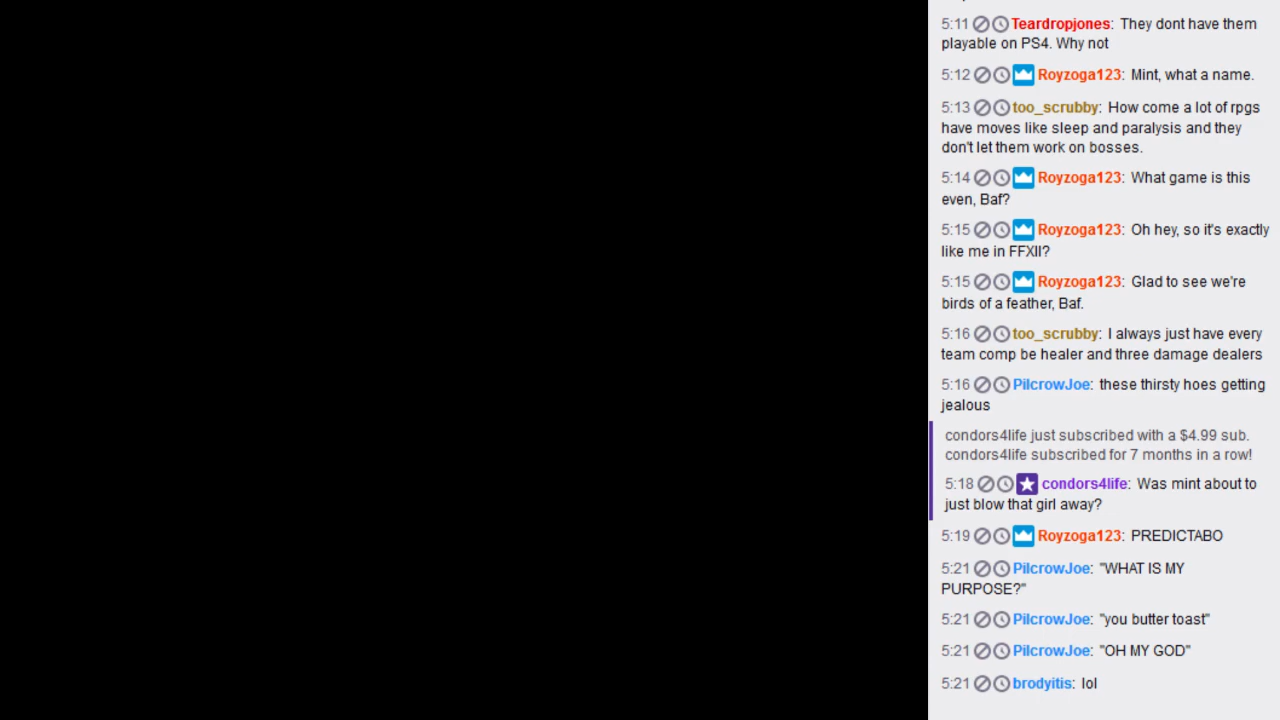 5:11 Teardropjones: They dont have them
playable on PS4. Why not
5:12 Royzoga123: Mint, what a name.
5:13 too_scrubby: How come a lot of rpgs
have moves like sleep and paralysis and they
don't let them work on bosses.
5:14 Royzoga123: What game is this
even, Baf?
5:15 Royzoga123: Oh hey, so it's exactly
like me in FFXII?
5:15 Royzoga123: Glad to see we're
birds of a feather, Baf.
5:16 too_scrubby: I always just have every
team comp be healer and three damage dealers
5:16 PilcrowJoe: these thirsty hoes getting
jealous
condors4life just subscribed with a $4.99 sub.
condors4life subscribed for 7 months in a row!
5:18 condors4life: Was mint about to
just blow that girl away?
5:19 Royzoga123: PREDICTABO
5:21 PilcrowJoe: "WHAT IS MY
PURPOSE?"
5:21 PilcrowJoe: "you butter toast"
5:21 PilcrowJoe: "OH MY GOD"
5:21 brodyitis: lol